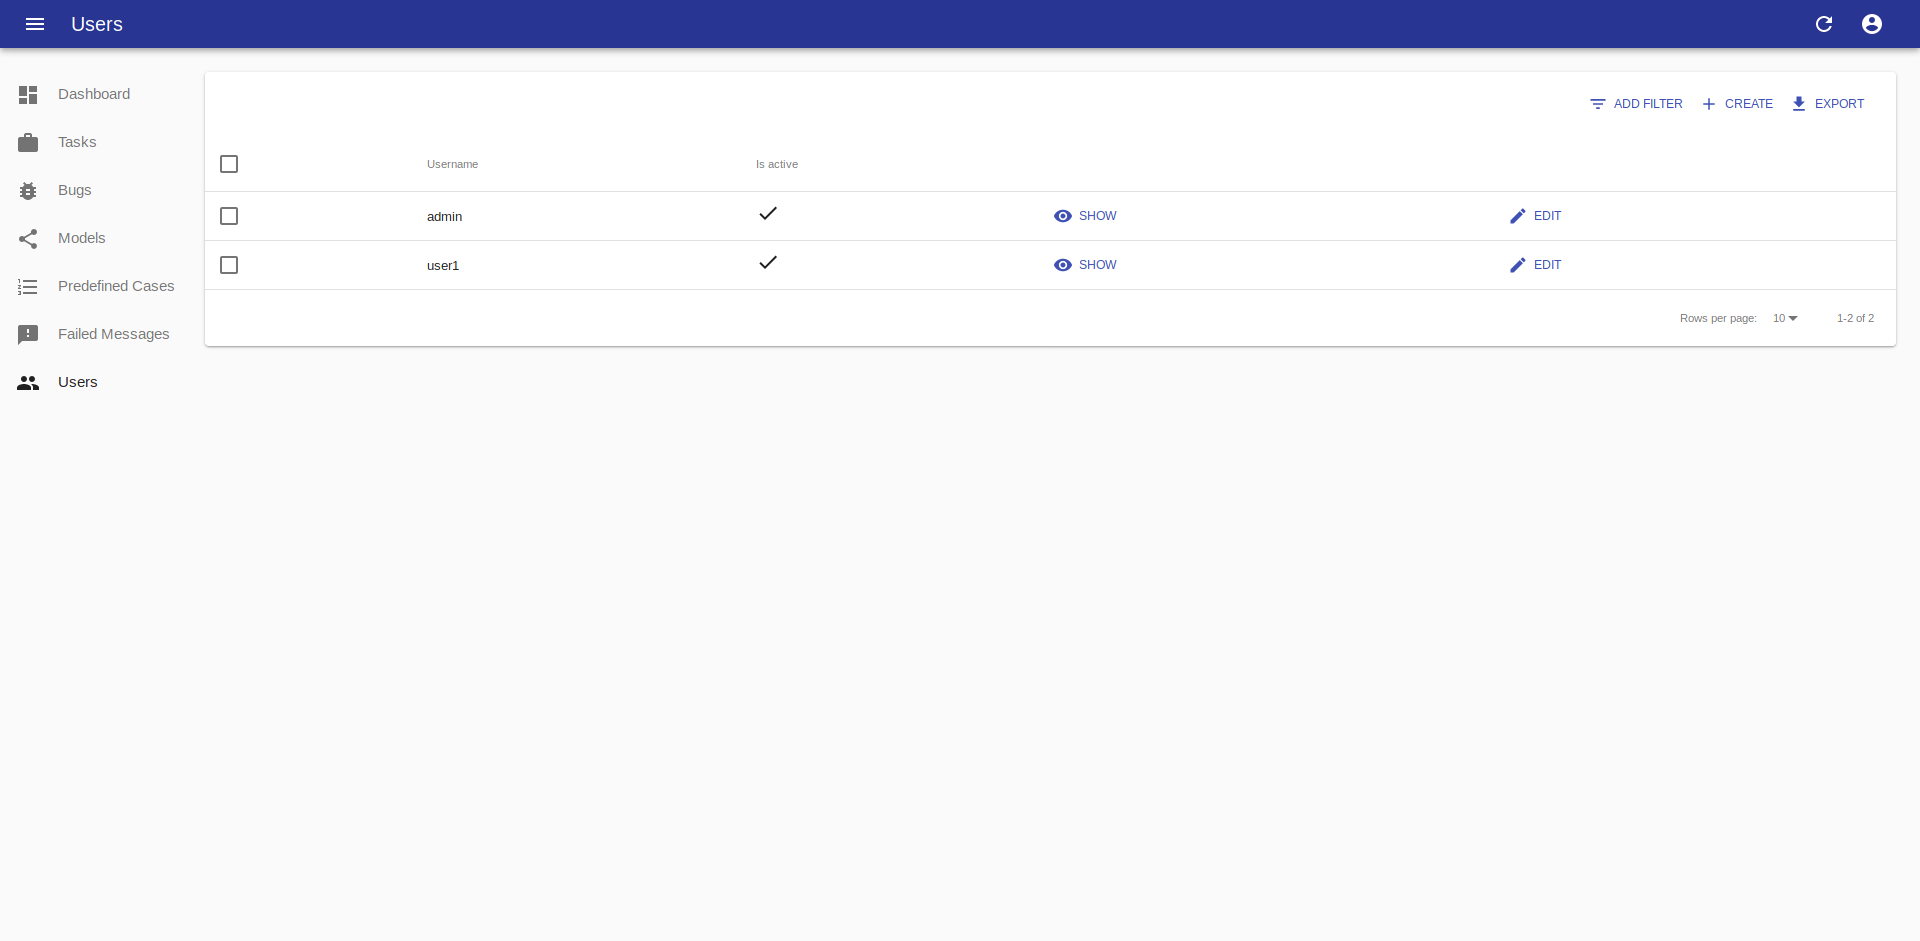 Users
Dashboard
Tasks
Bugs
Models
Predefined Cases
Failed Messages
Users
ADD FILTER CREATE EXPORT
Username Is active
admin SHOW EDIT
user1 SHOW EDIT
Rows per page: 10 1-2 of 2